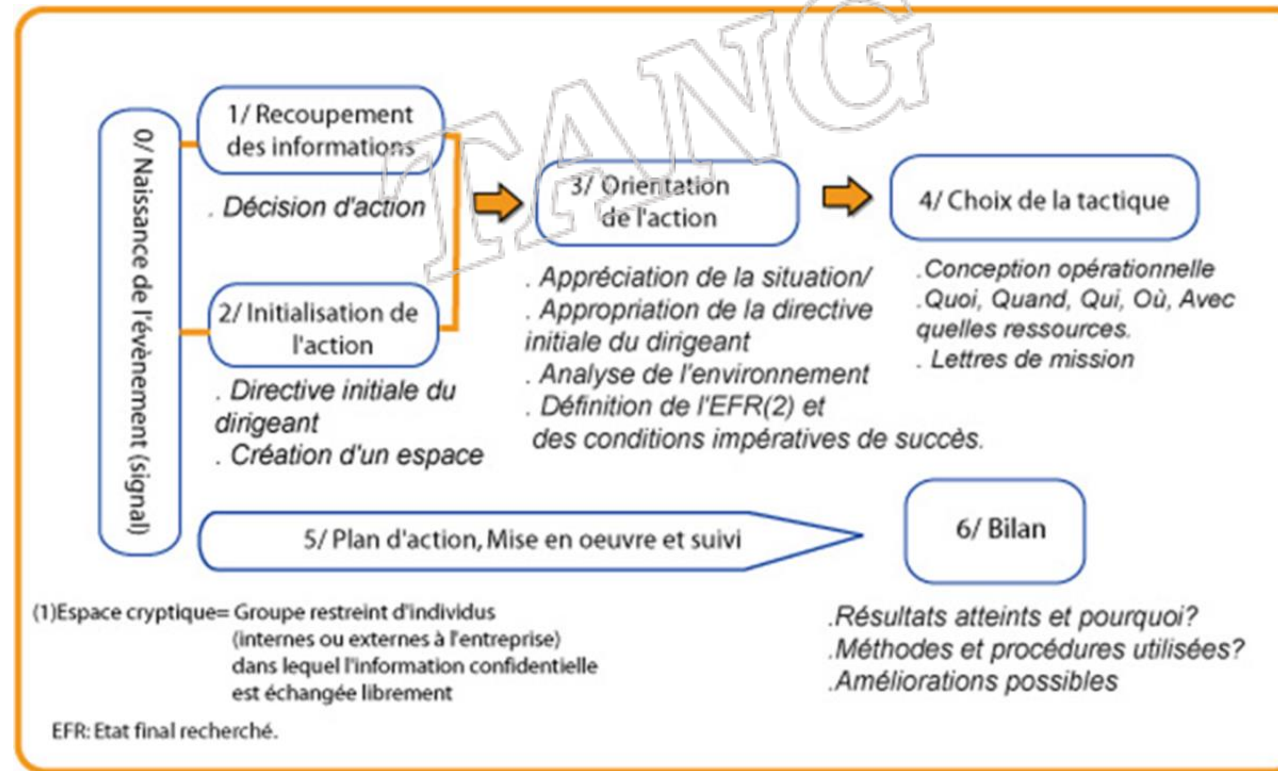 TANG
0/ Naissance de l'évènement (signal)
1/ Recoupement
des informations
. Décision d'action
2/ Initialisation de
l'action
. Directive initiale du
dirigeant
. Création d'un espace
3/ Orientation
de l'action
. Appréciation de la situation/
. Appropriation de la directive
initiale du dirigeant
. Analyse de l'environnement
. Définition de l'EFR(2) et
des conditions impératives de succès.
4/ Choix de la tactique
.Conception opérationnelle
.Quoi, Quand, Qui, Où, Avec
quelles ressources.
. Lettres de mission
5/ Plan d'action, Mise en oeuvre et suivi
6/ Bilan
.Résultats atteints et pourquoi?
.Méthodes et procédures utilisées?
.Améliorations possibles
(1)Espace cryptique= Groupe restreint d'individus
(internes ou externes à l'entreprise)
dans lequel l'information confidentielle
est échangée librement
EFR: Etat final recherché.